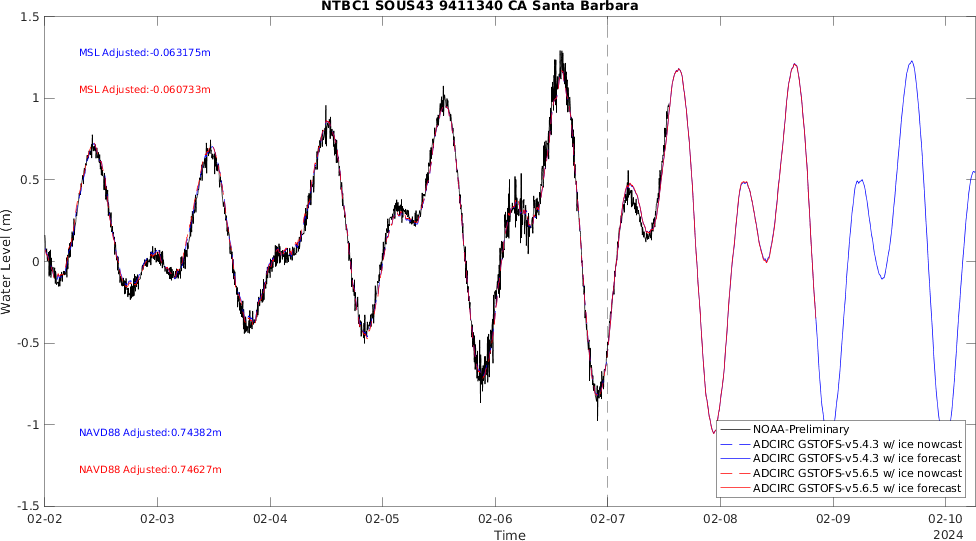 NTBC1 SOUS43 9411340 CA Santa Barbara
1.5
MSL Adjusted:-0.063175m
1
MSL Adjusted:-0.060733m
0.5
0
Water Level (m)
-0.5
-1
NAVD88 Adjusted:0.74382m
NAVD88 Adjusted:0.74627m
-1.5
NOAA-Preliminary
ADCIRC GSTOFS-v5.4.3 w/ ice nowcast
ADCIRC GSTOFS-v5.4.3 w/ ice forecast
ADCIRC GSTOFS-v5.6.5 w/ ice nowcast
ADCIRC GSTOFS-v5.6.5 w/ ice forecast
02-02 02-03 02-04 02-05 02-06 02-07 02-08 02-09 02-10
2024
Time